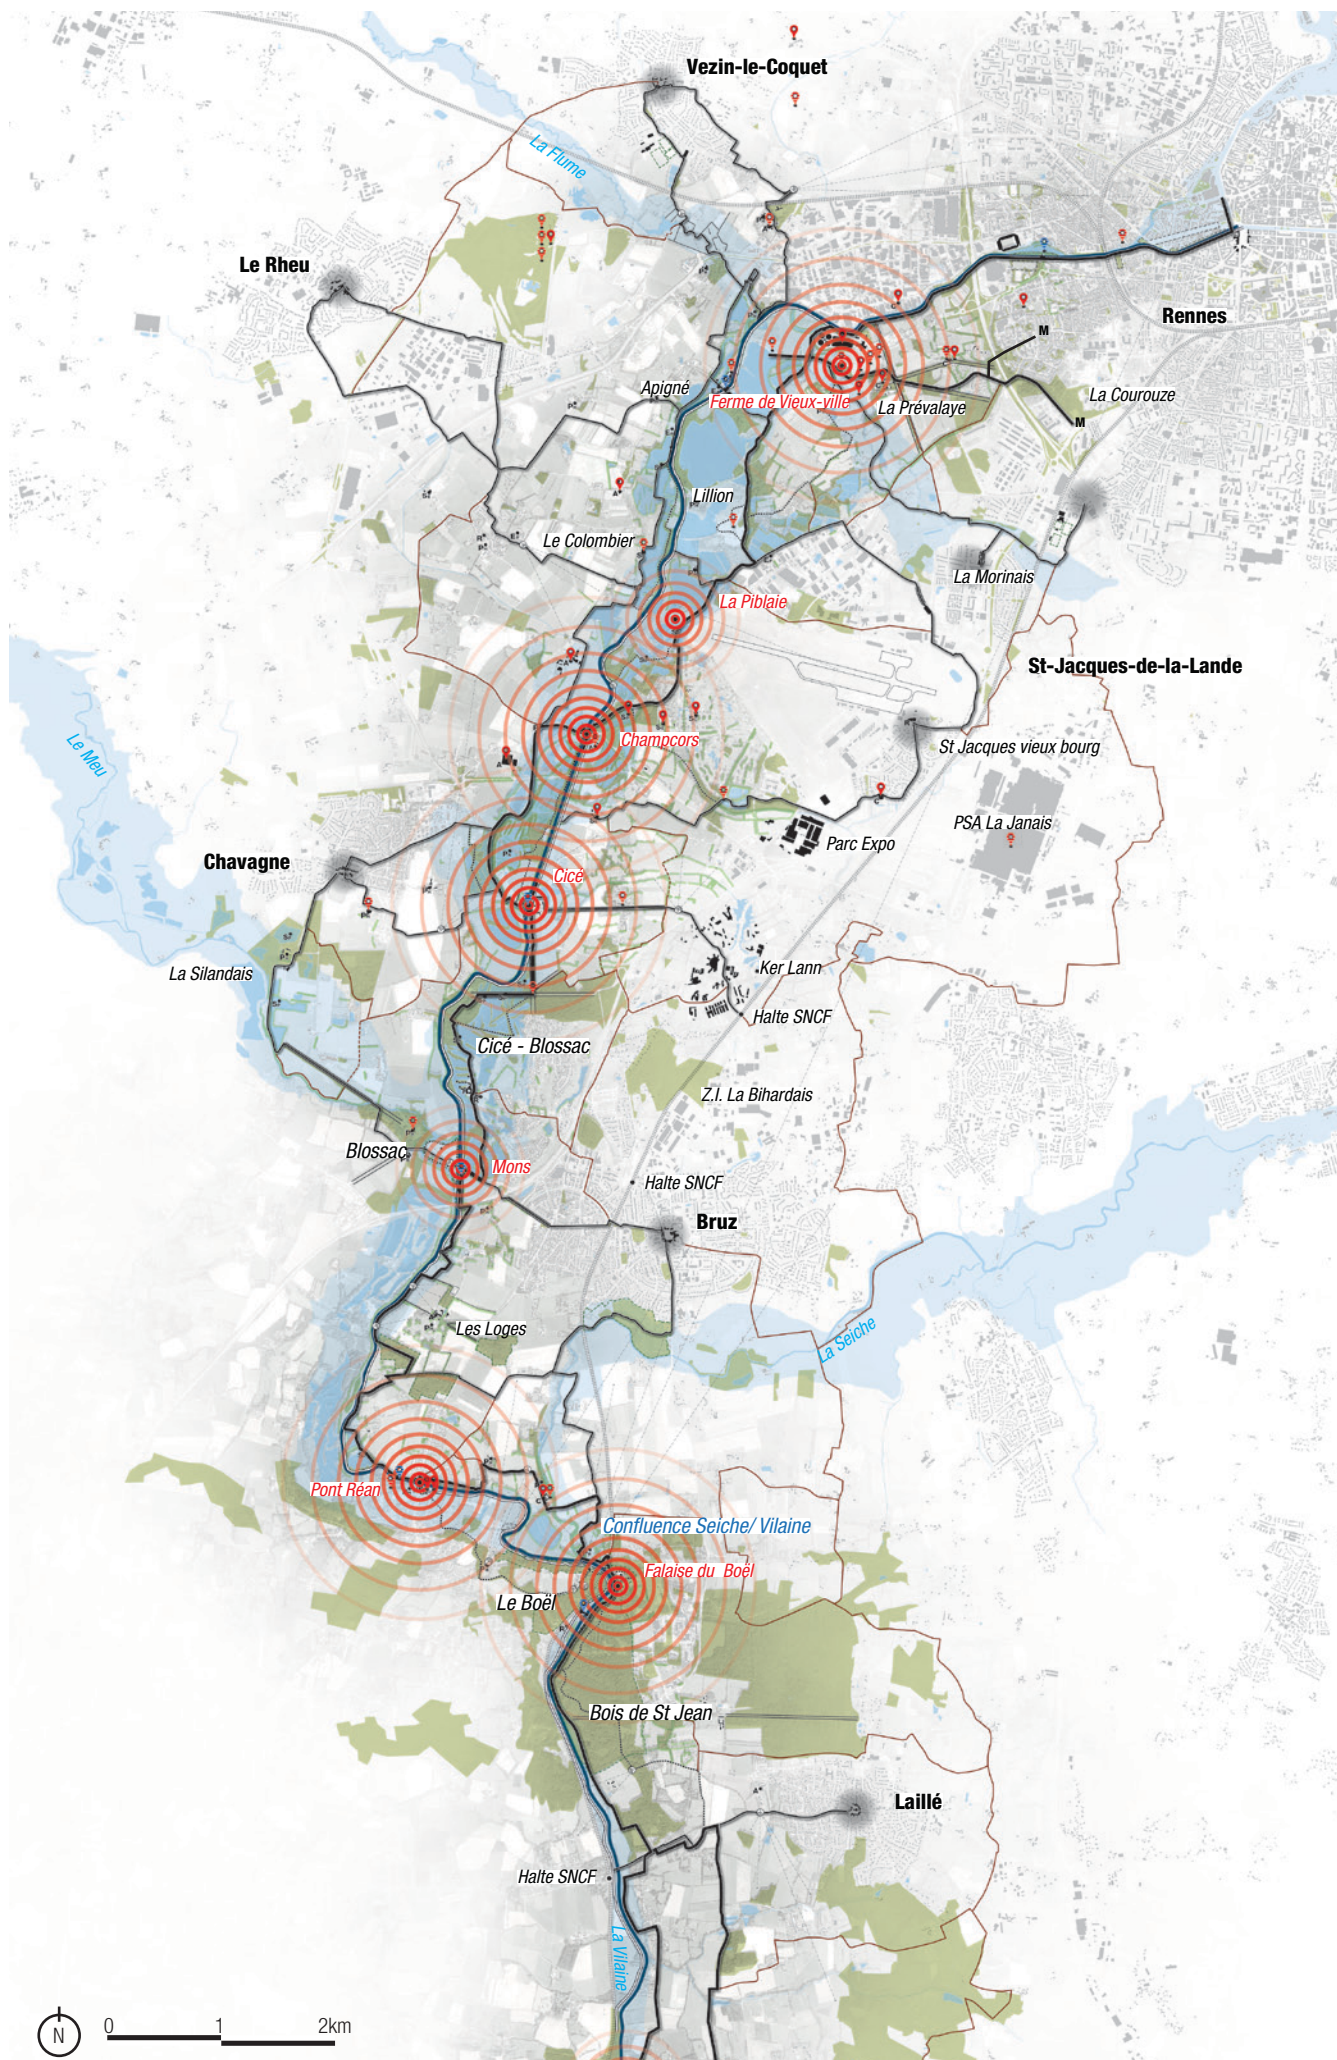 Vezin-le-Coquet
La Flume
Le Rheu
Rennes
M
Apigné
Ferme de Vieux-ville
La Prévalaye
La Courouze
M
Lillion
Le Colombier
La Morinais
La Piblaie
St-Jacques-de-la-Lande
Le Meu
Champcors
St Jacques vieux bourg
PSA La Janais
Parc Expo
Chavagne
Cicé
La Silandais
Ker Lann
Halte SNCF
Cicé - Blossac
Z.I. La Bihardais
Blossac
Mons
Halte SNCF
Bruz
Les Loges
La Seiche
Pont Réan
Confluence Seiche/ Vilaine
Falaise du Boël
Le Boël
Bois de St Jean
Laillé
Halte SNCF
La Vilaine
N
0 1 2km